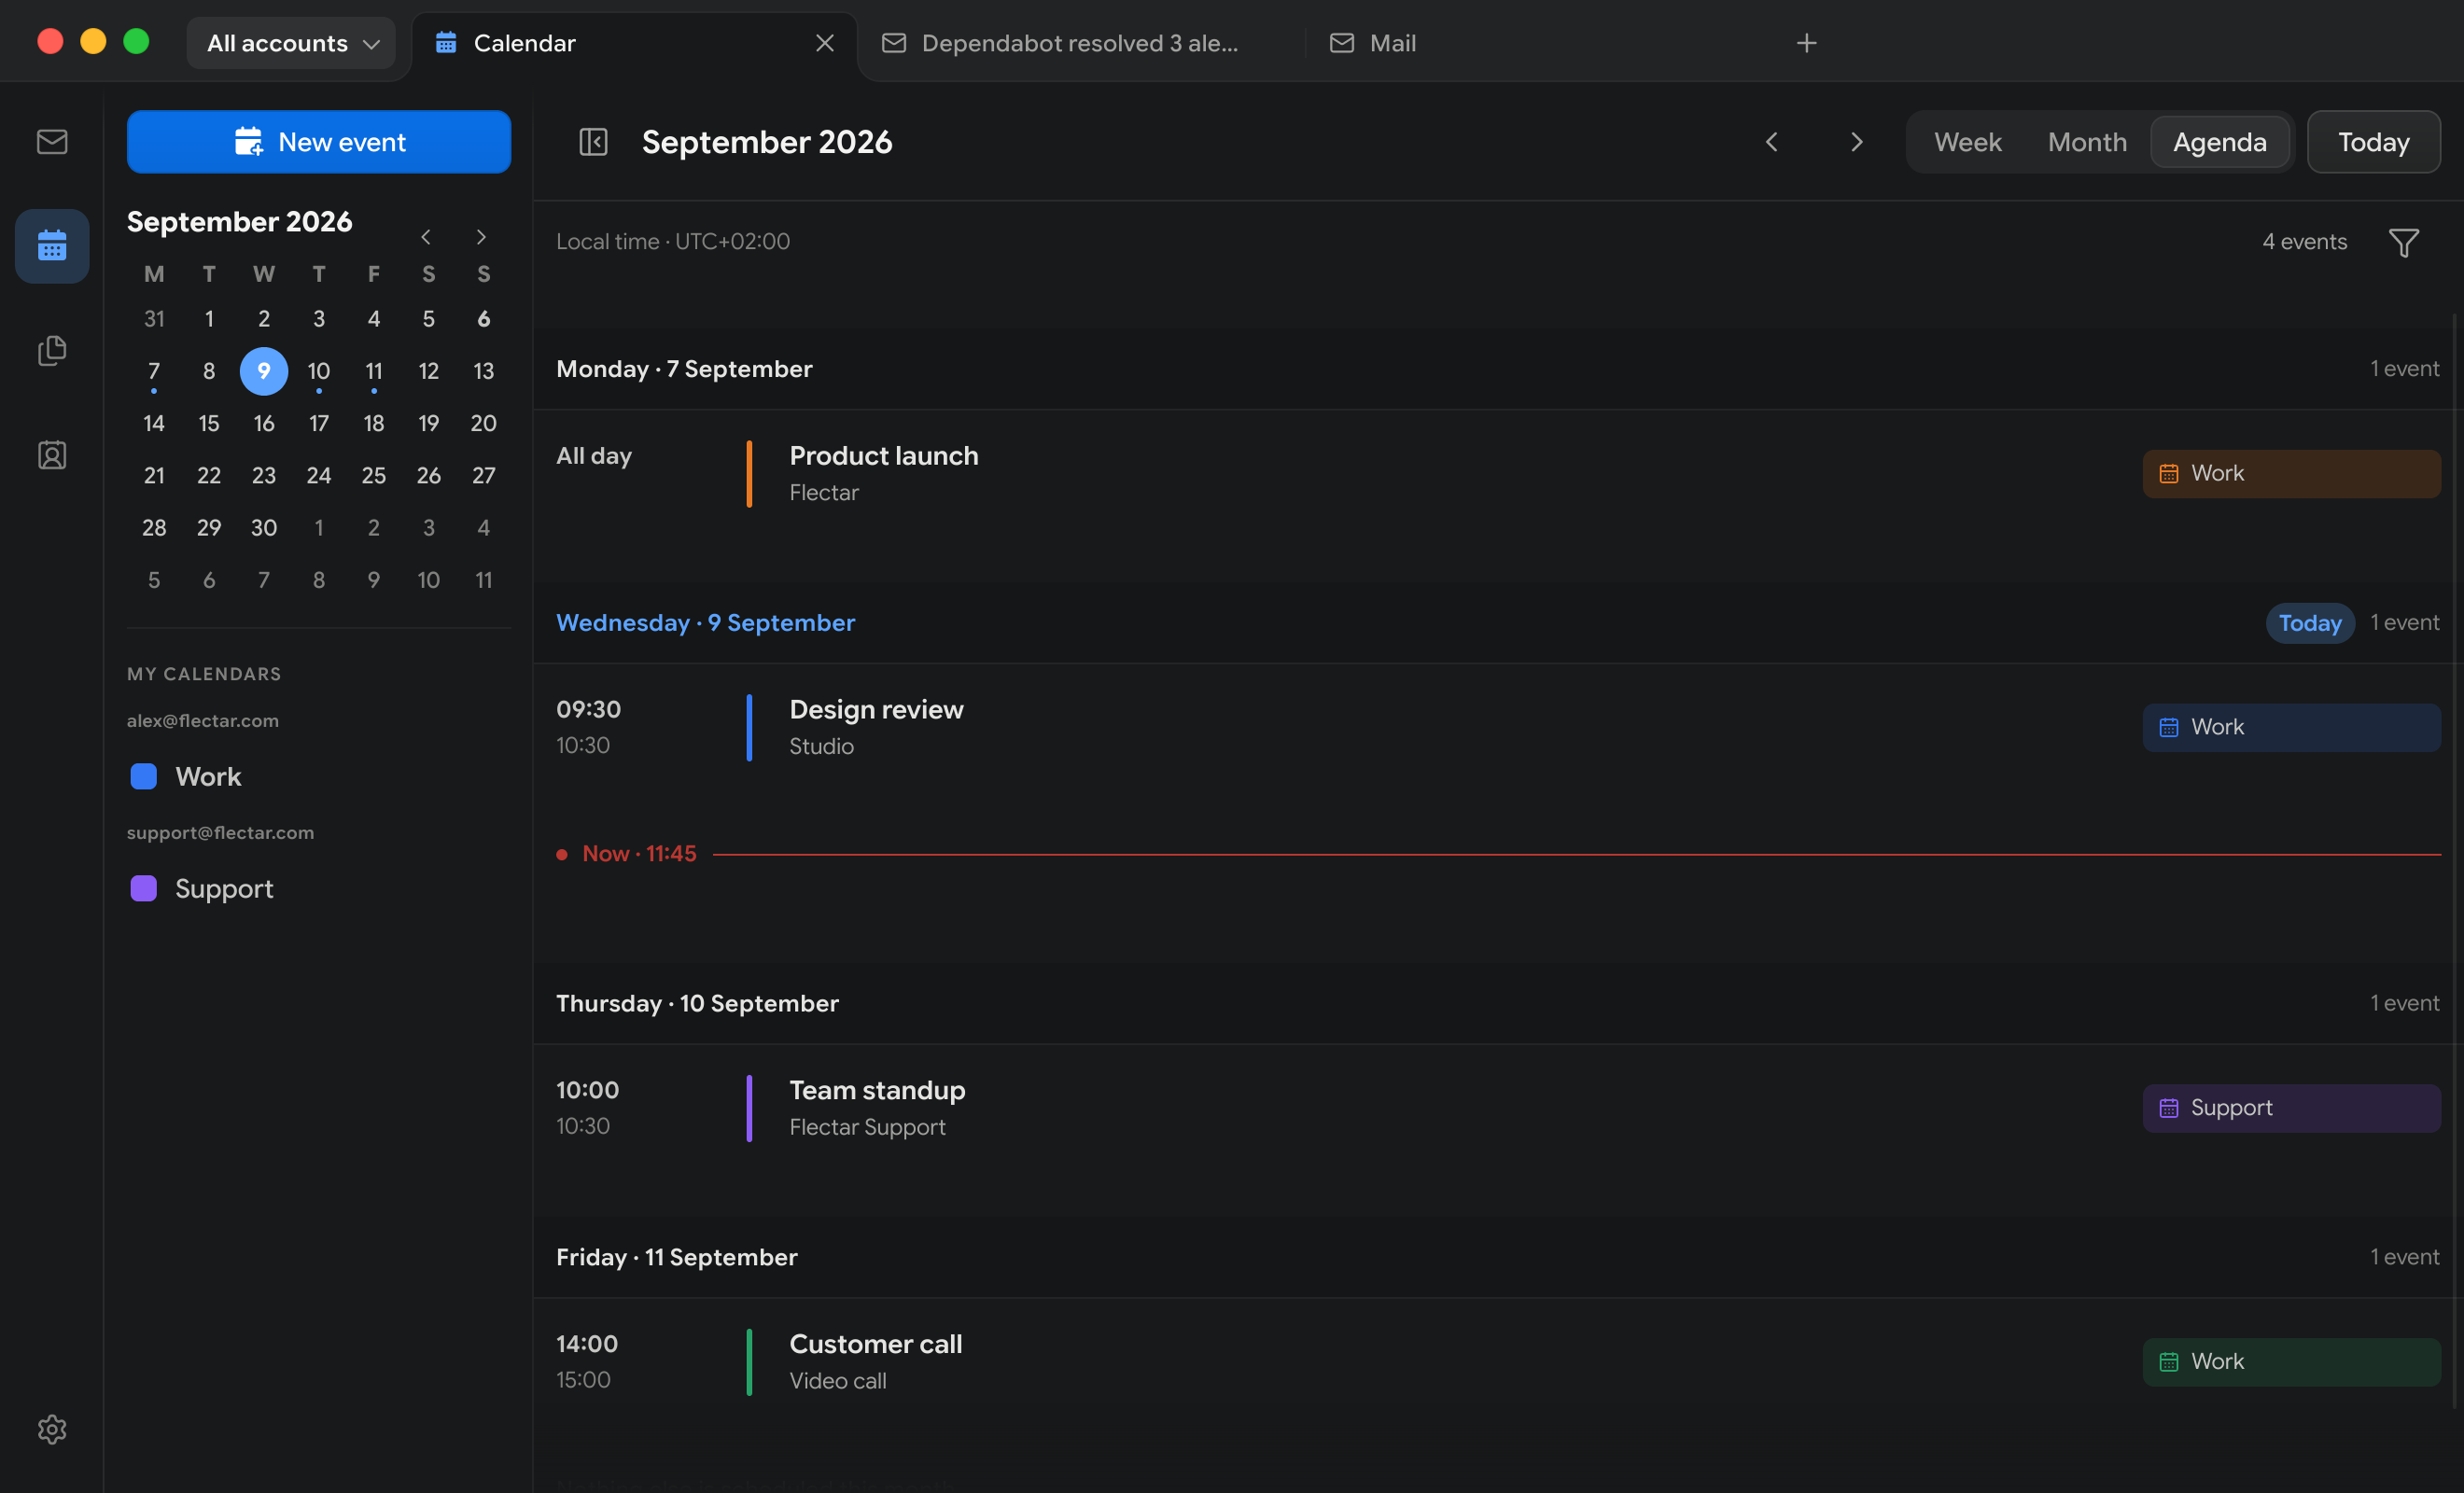 All accounts
Calendar
Dependabot resolved 3 ale...
Mail
New event
September 2026
M T W T F S S
31 1 2 3 4 5 6
7 8 9 10 11 12 13
14 15 16 17 18 19 20
21 22 23 24 25 26 27
28 29 30 1 2 3 4
5 6 7 8 9 10 11
MY CALENDARS
alex@flectar.com
Work
support@flectar.com
Support
September 2026
Week Month Agenda Today
Local time · UTC+02:00
4 events
Monday · 7 September
1 event
All day
Product launch
Flectar
Work
Wednesday · 9 September
Today 1 event
09:30
10:30
Design review
Studio
Work
Now · 11:45
Thursday · 10 September
1 event
10:00
10:30
Team standup
Flectar Support
Support
Friday · 11 September
1 event
14:00
15:00
Customer call
Video call
Work